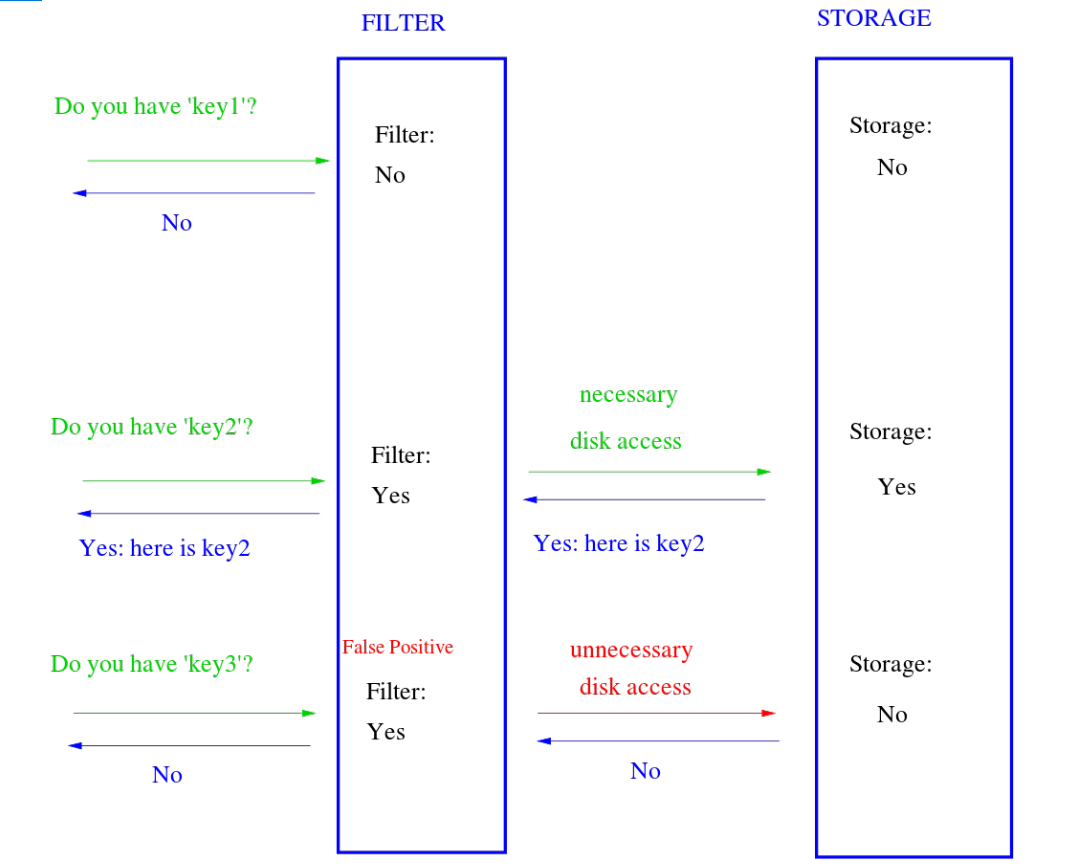 FILTER
STORAGE
Do you have 'key1'?
Filter:
No
Storage:
No
No
necessary
disk access
Do you have 'key2'?
Filter:
Yes
Storage:
Yes
Yes: here is key2
Yes: here is key2
False Positive
Do you have 'key3'?
Filter:
Yes
unnecessary
disk access
Storage:
No
No
No